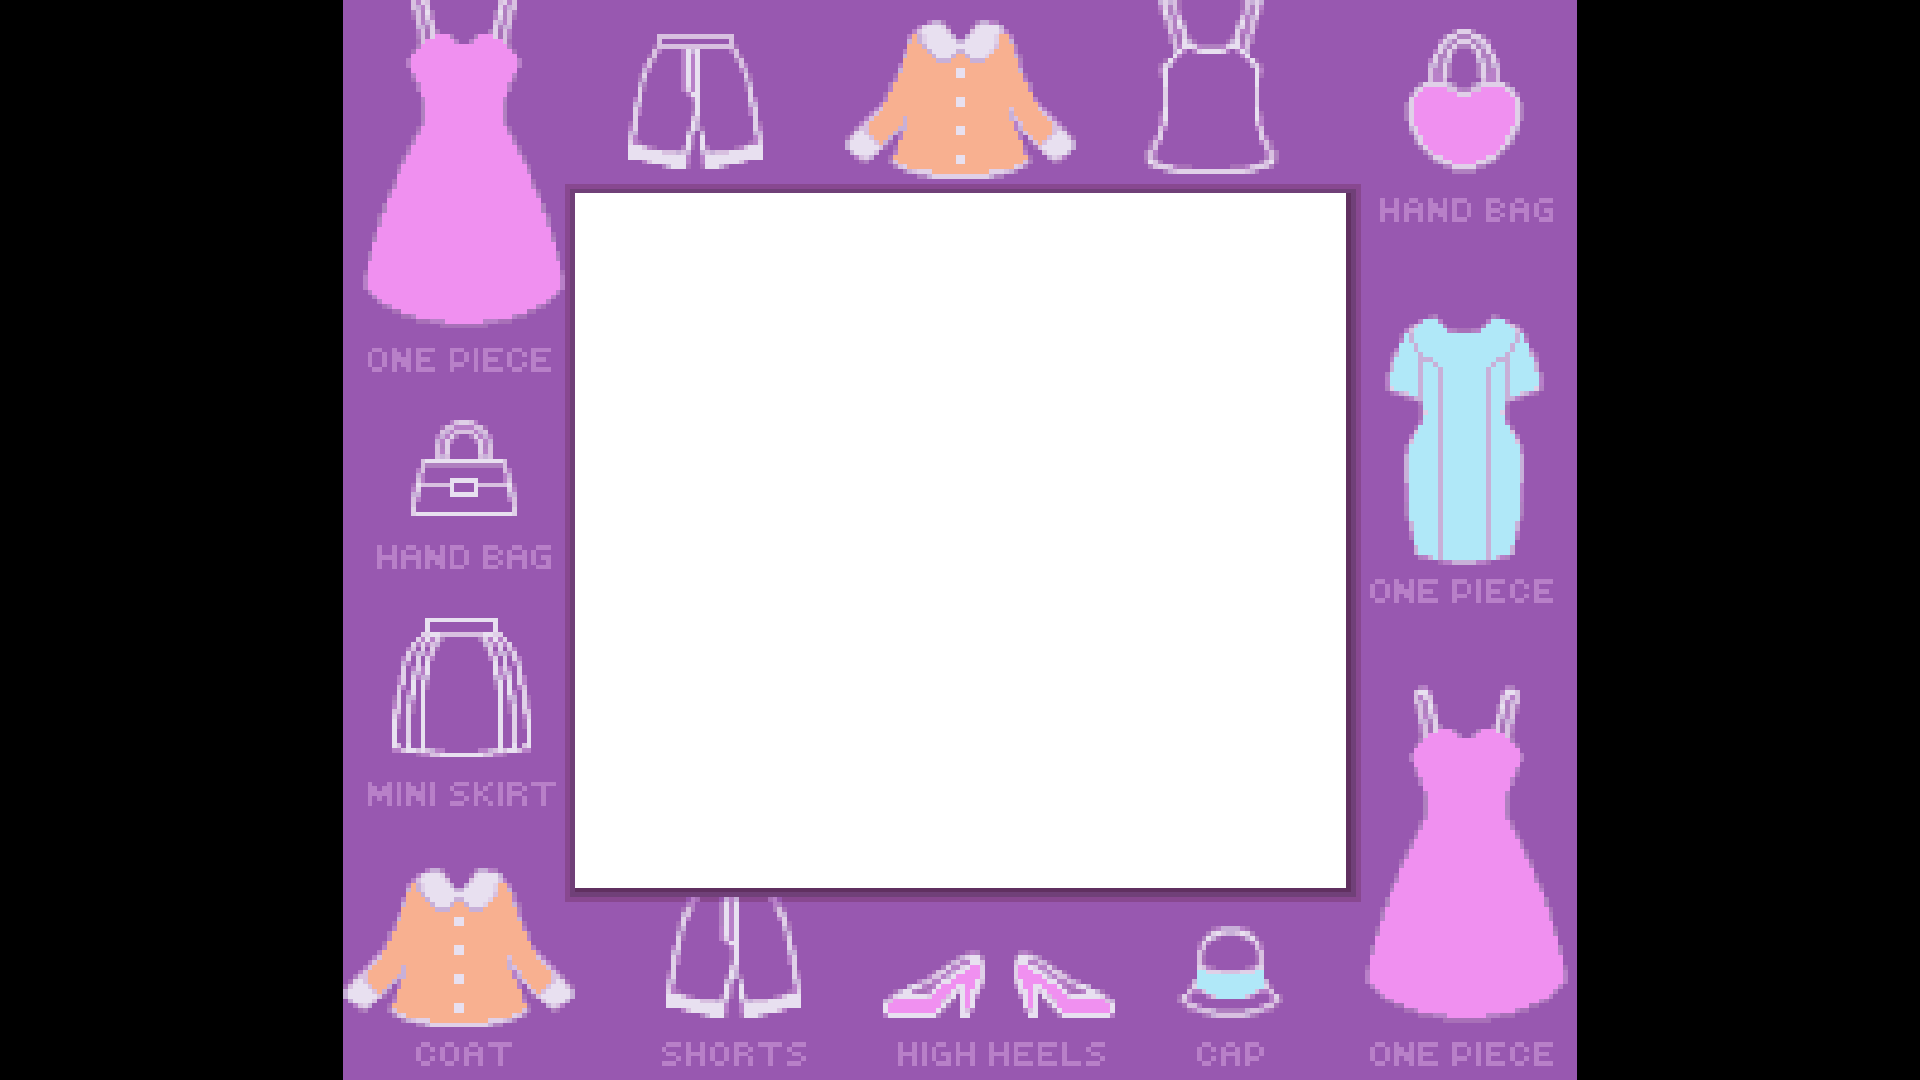 HAND BAG
ONE PIECE
HAND BAG
ONE PIECE
MINI SKIRT
COAT
SHORTS
HIGH HEELS
CAP
ONE PIECE